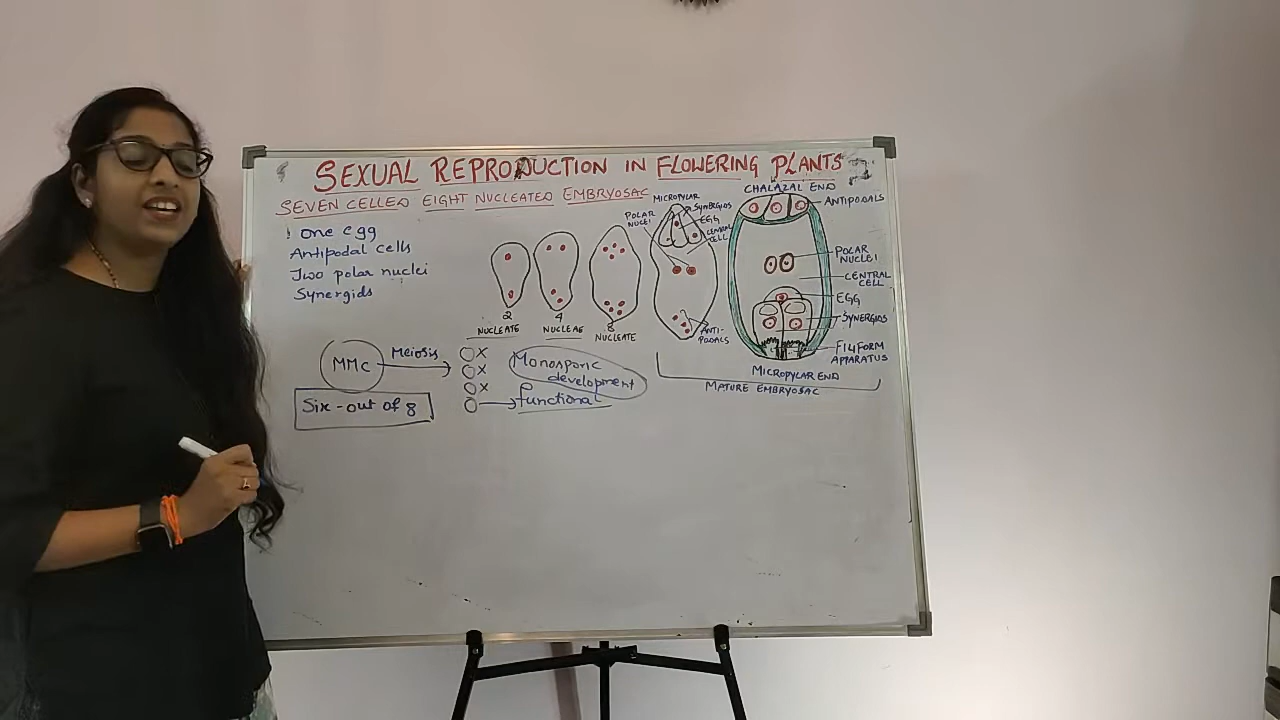 SEXUAL REPRODUCTION IN FLOWERING PLANTS
SEVEN CELLED EIGHT NUCLEATED EMBRYOSAC
one egg
Antipodal cells
Two polar nuclei
Synergids
2
NUCLEATE
4
NUCLEAE
8
NUCLEATE
MICROPYLAR
POLAR
NUCLEI
SYNERGIDS
EGG
CENTRAL
CELL
ANTI-
PODALS
CHALAZAL END
ANTIPODALS
POLAR
NUCLEI
CENTRAL
CELL
EGG
SYNERGIDS
FILIFORM
APPARATUS
MICROPYLAR END
MATURE EMBRYOSAC
MMC
Meiosis
X
X
X
Monosporic
development
functional
Six-out of 8